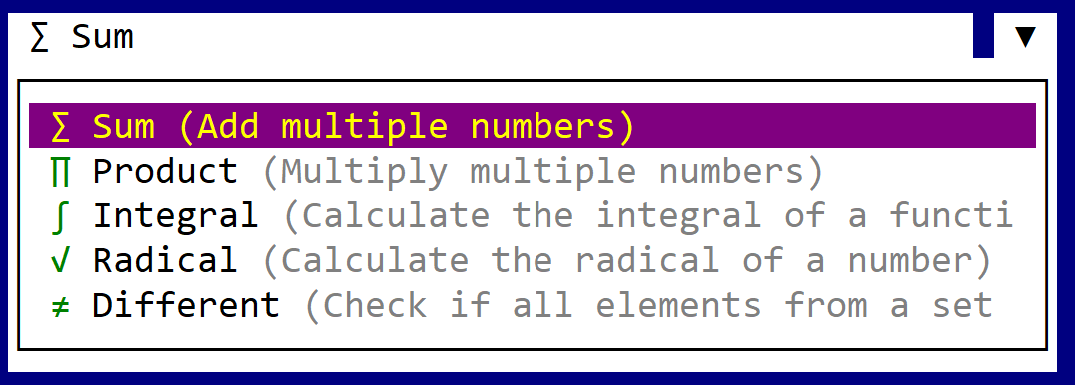 ∑ Sum ▼
∑ Sum (Add multiple numbers)
∏ Product (Multiply multiple numbers)
∫ Integral (Calculate the integral of a functi
√ Radical (Calculate the radical of a number)
≠ Different (Check if all elements from a set